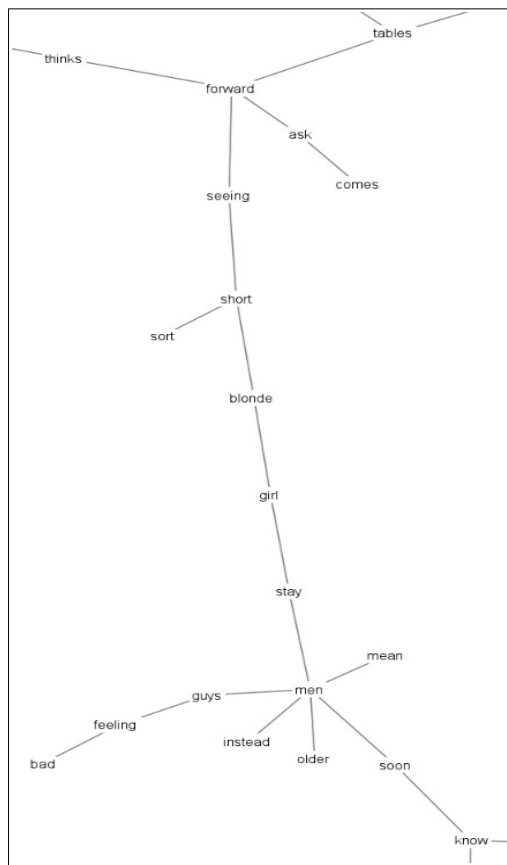 tables
thinks
forward
ask
comes
seeing
short
sort
blonde
girl
stay
mean
men
guys
feeling
instead
older
bad
soon
know